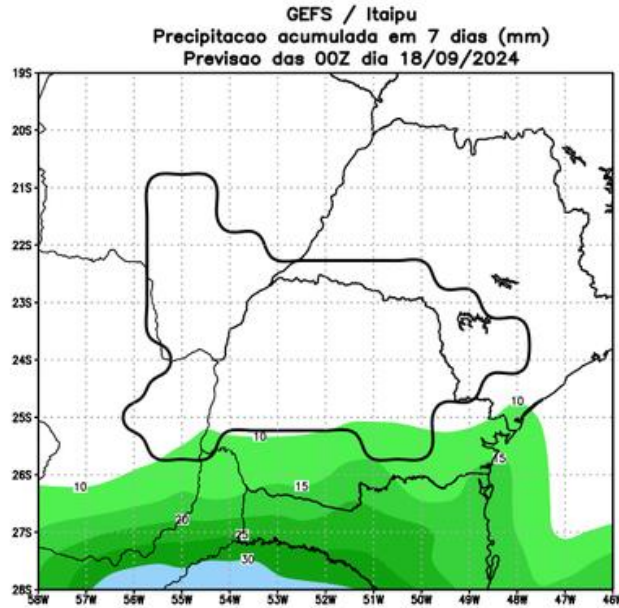 GEFS / Itaipu
Precipitacao acumulada em 7 dias (mm)
Previsao das 00Z dia 18/09/2024
19S
20S
21S
22S
23S
24S
25S
26S
27S
28S
10
10
10
15
15
20
25
30
58W 57W 56W 55W 54W 53W 52W 51W 50W 49W 48W 47W 46W